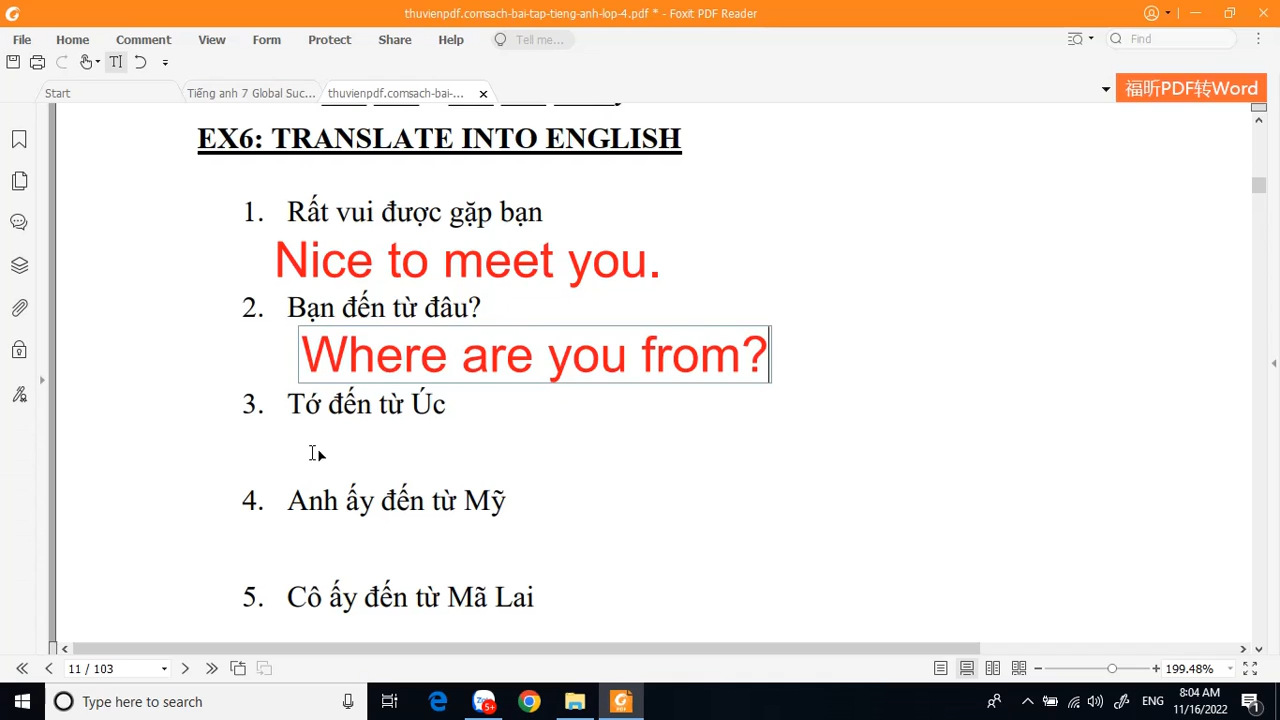 thuvienpdf.comsach-bai-tap-tieng-anh-lop-4.pdf * - Foxit PDF Reader
File Home Comment View Form Protect Share Help Tell me... Find
Start Tiếng anh 7 Global Suc... thuvienpdf.comsach-bai-... 福昕PDF转Word
EX6: TRANSLATE INTO ENGLISH
1. Rất vui được gặp bạn
Nice to meet you.
2. Bạn đến từ đâu?
Where are you from?
3. Tớ đến từ Úc
4. Anh ấy đến từ Mỹ
5. Cô ấy đến từ Mã Lai
11 / 103 199.48%
Type here to search 5+ ENG 8:04 AM
11/16/2022 1